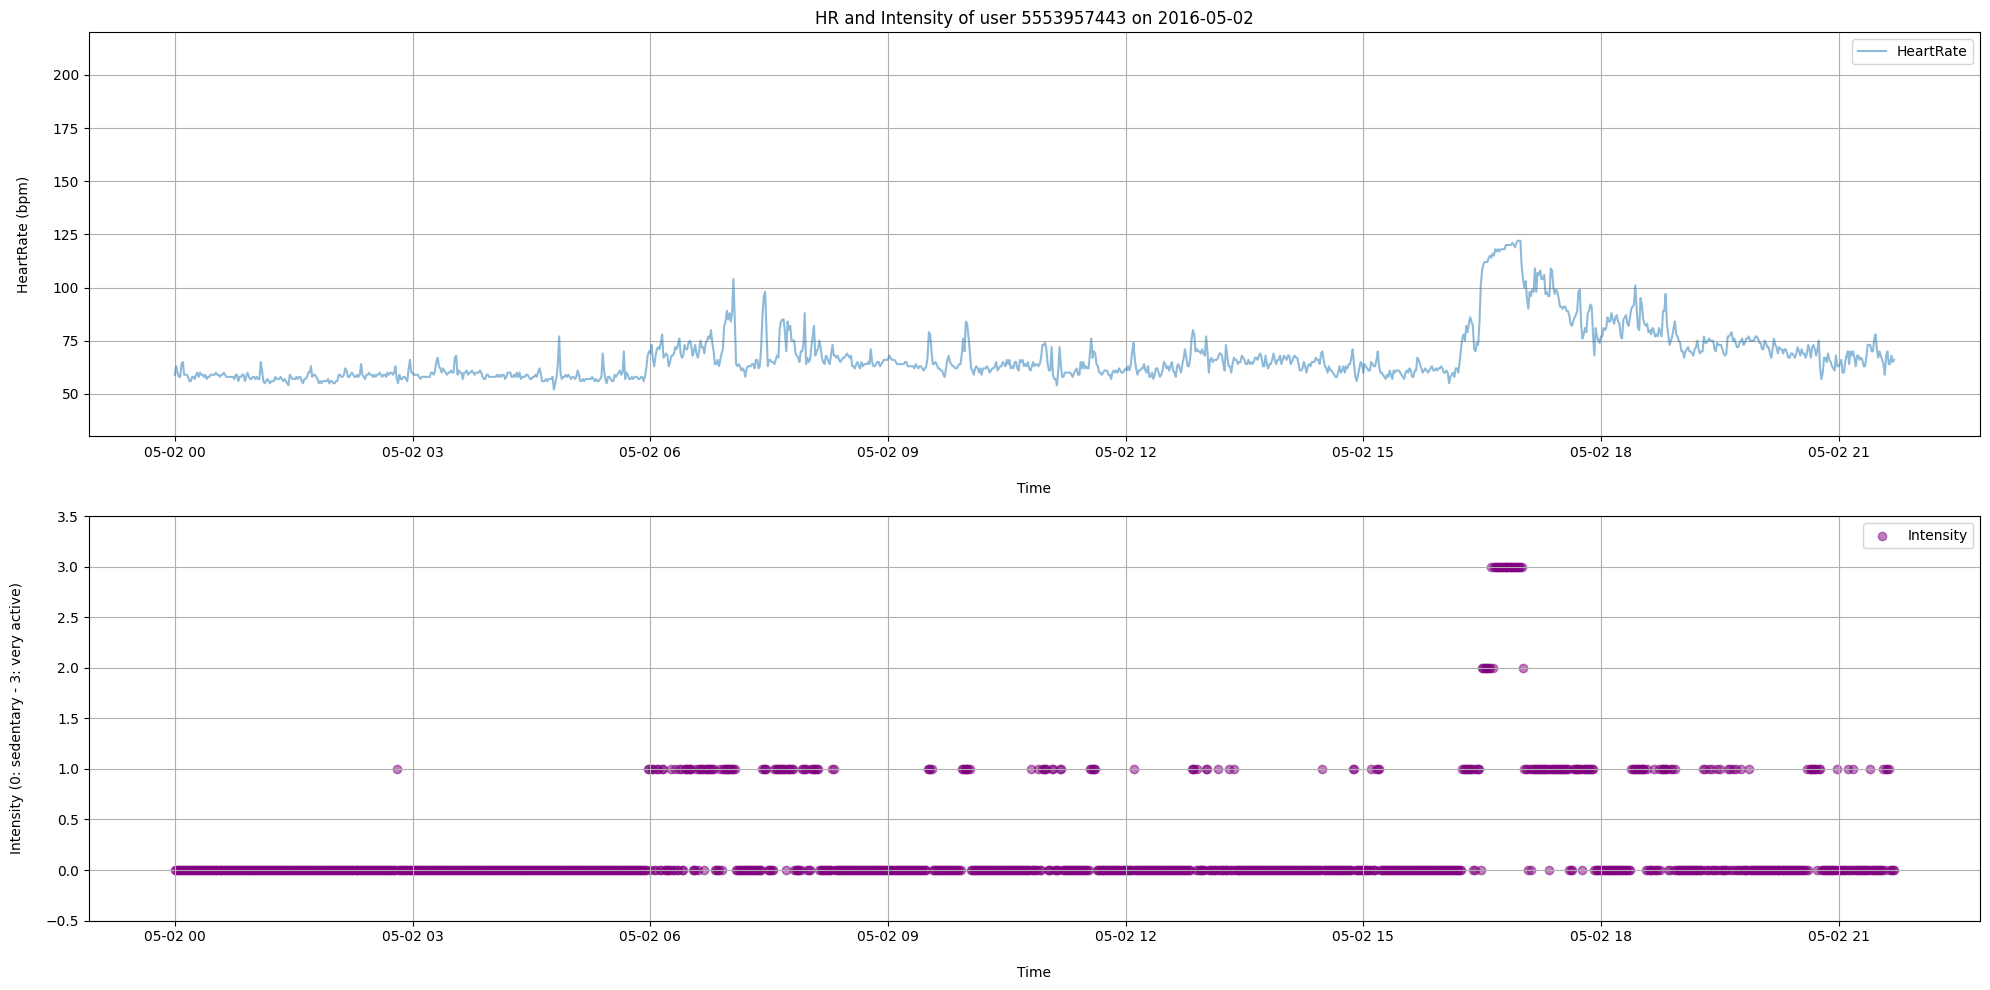 HR and Intensity of user 5553957443 on 2016-05-02
HeartRate
200
175
150
125
100
75
50
HeartRate (bpm)
05-02 00 05-02 03 05-02 06 05-02 09 05-02 12 05-02 15 05-02 18 05-02 21
Time
Intensity
3.5
3.0
2.5
2.0
1.5
1.0
0.5
0.0
−0.5
Intensity (0: sedentary - 3: very active)
05-02 00 05-02 03 05-02 06 05-02 09 05-02 12 05-02 15 05-02 18 05-02 21
Time